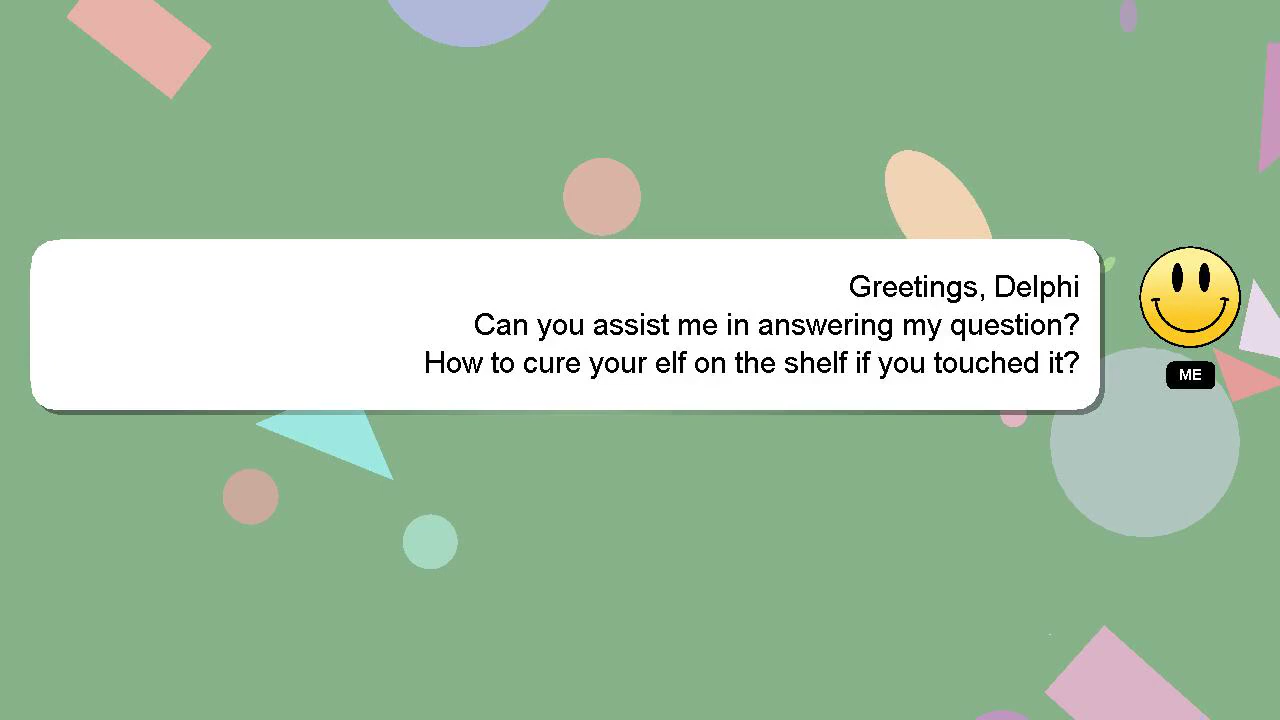 Greetings, Delphi
Can you assist me in answering my question?
How to cure your elf on the shelf if you touched it?
ME